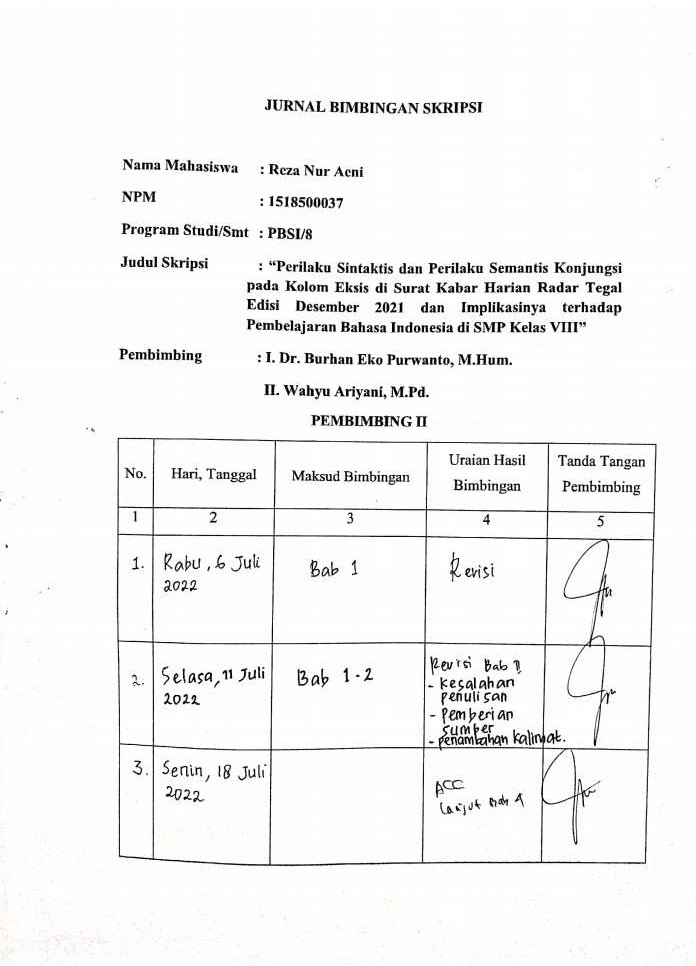 JURNAL BIMBINGAN SKRIPSI
Nama Mahasiswa : Reza Nur Aeni
NPM : 1518500037
Program Studi/Smt : PBSI/8
Judul Skripsi : “Perilaku Sintaktis dan Perilaku Semantis Konjungsi
pada Kolom Eksis di Surat Kabar Harian Radar Tegal
Edisi Desember 2021 dan Implikasinya terhadap
Pembelajaran Bahasa Indonesia di SMP Kelas VIII”
Pembimbing : I. Dr. Burhan Eko Purwanto, M.Hum.
II. Wahyu Ariyani, M.Pd.
PEMBIMBING II
No. Hari, Tanggal Maksud Bimbingan Uraian Hasil Bimbingan Tanda Tangan Pembimbing
1 2 3 4 5
1. Rabu, 6 Juli 2022 Bab 1 Revisi
2. Selasa, 11 Juli 2022 Bab 1-2 Revisi Bab
- kesalahan
penulisan
- Pemberian
sumber
- penambahan kalimat.
3. Senin, 18 Juli 2022 ACC
Lanjut